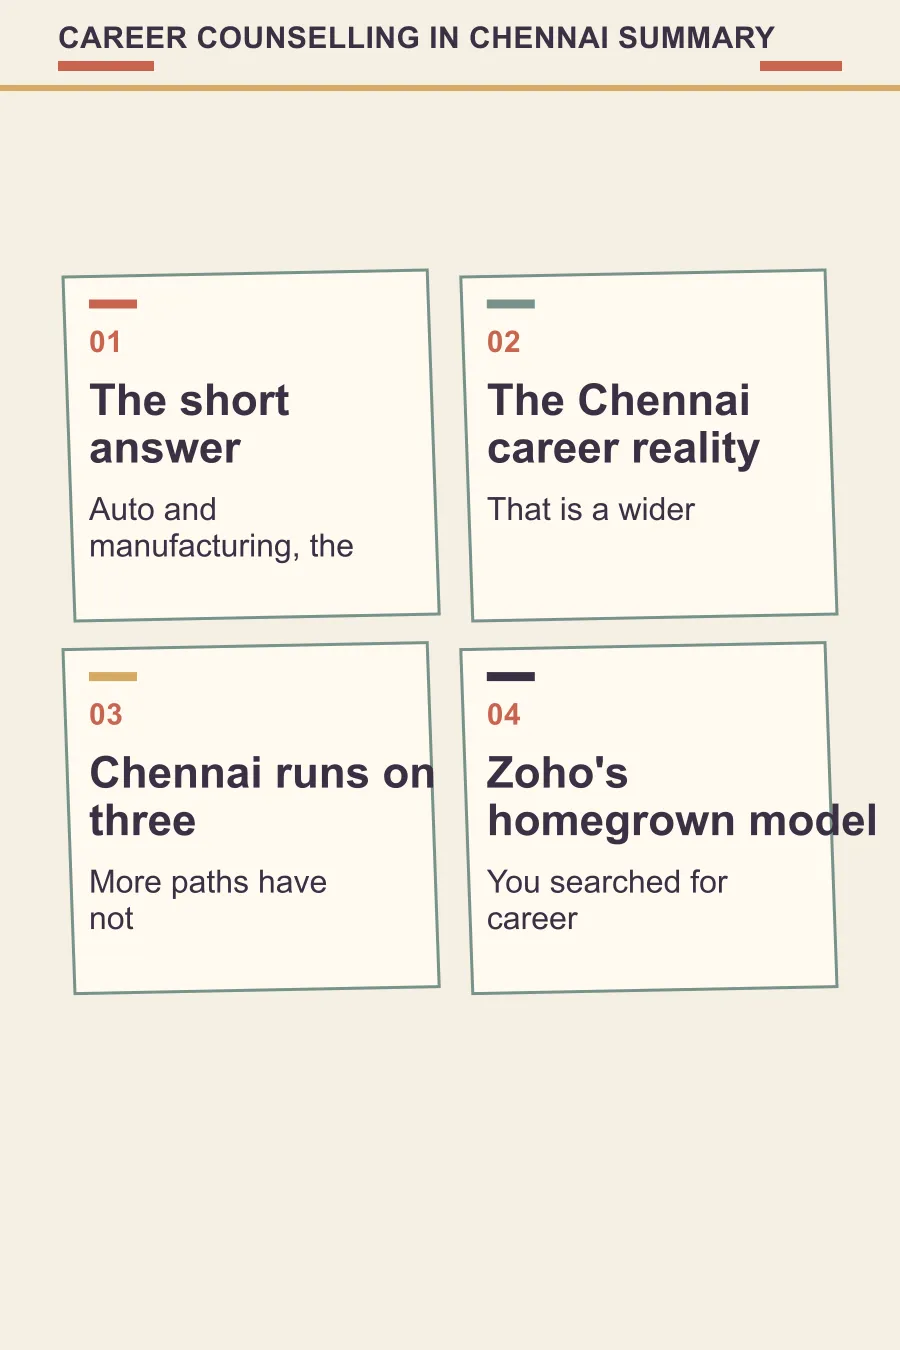 CAREER COUNSELLING IN CHENNAI SUMMARY
01
The short
answer
Auto and
manufacturing, the
02
The Chennai
career reality
That is a wider
03
Chennai runs on
three
More paths have
not
04
Zoho's
homegrown model
You searched for
career